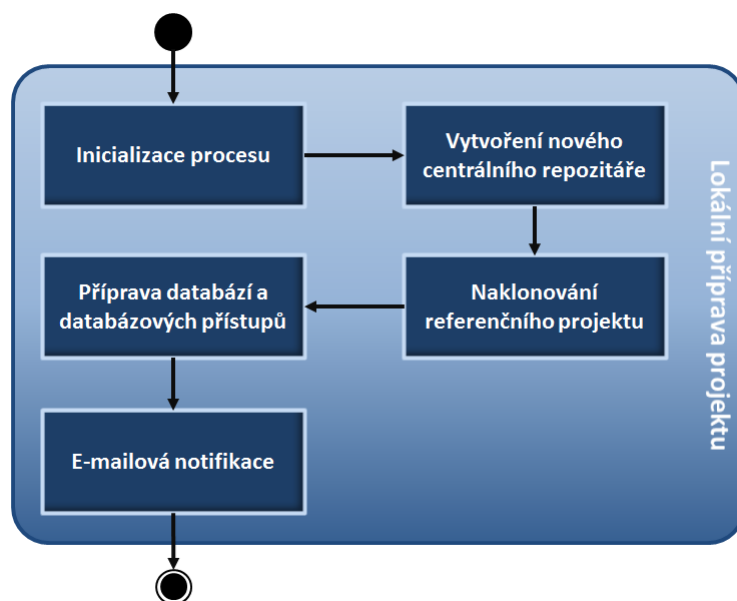 Inicializace procesu
Vytvoření nového
centrálního repozitáře
Naklonování
referenčního projektu
Příprava databází a
databázových přístupů
E-mailová notifikace
Lokální příprava projektu